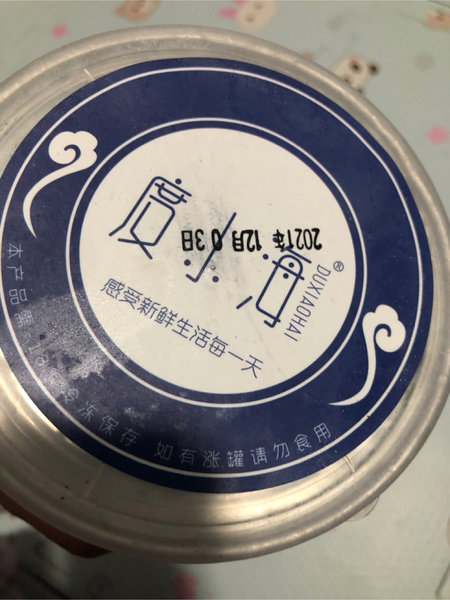 度小海®
DUXIAOHAI
2021年 12月 03日
感受新鲜生活每一天
本产品需-18℃冷冻保存 如有涨罐请勿食用